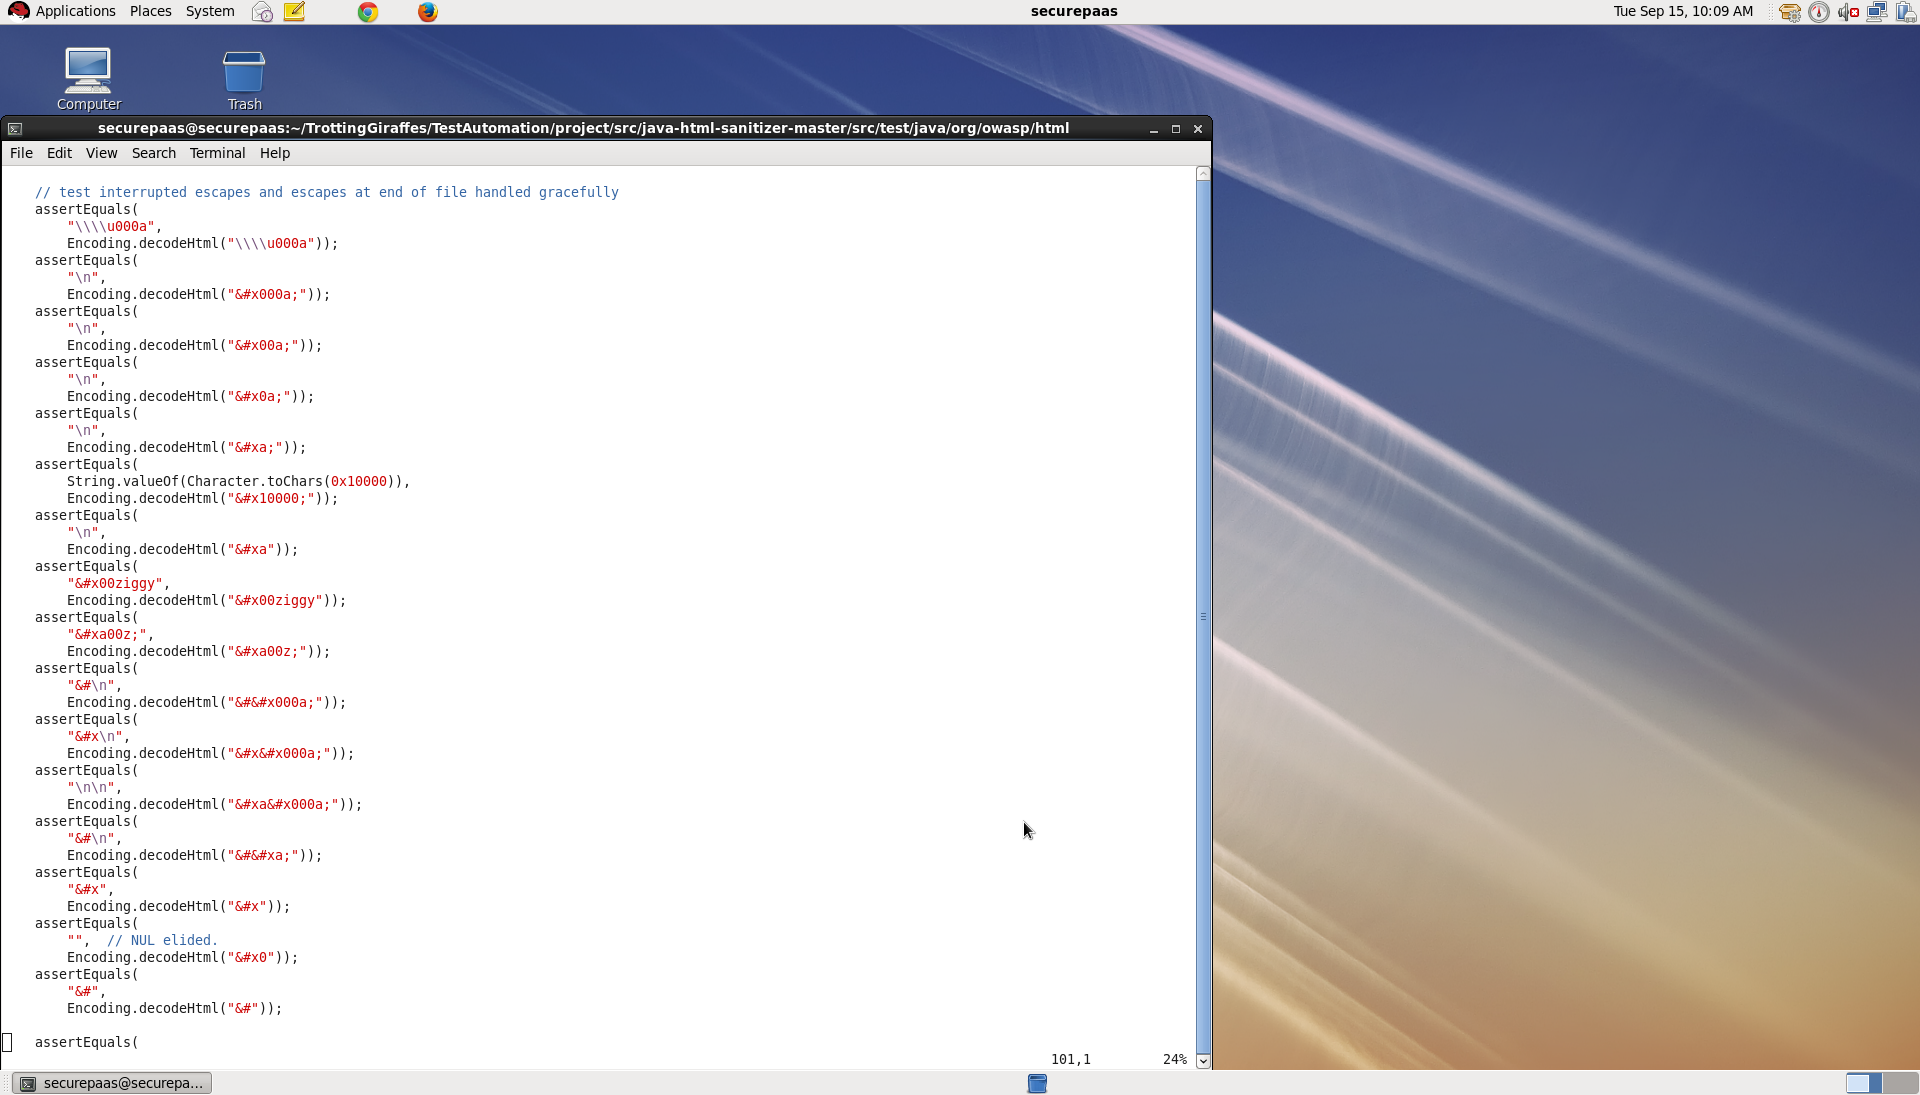 Applications Places System securepaas Tue Sep 15, 10:09 AM
Computer
Trash
securepaas@securepaas:~/TrottingGiraffes/TestAutomation/project/src/java-html-sanitizer-master/src/test/java/org/owasp/html
File Edit View Search Terminal Help
// test interrupted escapes and escapes at end of file handled gracefully
assertEquals(
"\\\\u000a",
Encoding.decodeHtml("\\\\u000a"));
assertEquals(
"\n",
Encoding.decodeHtml("&#x000a;"));
assertEquals(
"\n",
Encoding.decodeHtml("&#x00a;"));
assertEquals(
"\n",
Encoding.decodeHtml("&#x0a;"));
assertEquals(
"\n",
Encoding.decodeHtml("&#xa;"));
assertEquals(
String.valueOf(Character.toChars(0x10000)),
Encoding.decodeHtml("&#x10000;"));
assertEquals(
"\n",
Encoding.decodeHtml("&#xa"));
assertEquals(
"&#x00ziggy",
Encoding.decodeHtml("&#x00ziggy"));
assertEquals(
"&#xa00z;",
Encoding.decodeHtml("&#xa00z;"));
assertEquals(
"&#\n",
Encoding.decodeHtml("&#&#x000a;"));
assertEquals(
"&#x\n",
Encoding.decodeHtml("&#x&#x000a;"));
assertEquals(
"\n\n",
Encoding.decodeHtml("&#xa&#x000a;"));
assertEquals(
"&#\n",
Encoding.decodeHtml("&#&#xa;"));
assertEquals(
"&#x",
Encoding.decodeHtml("&#x"));
assertEquals(
"",  // NUL elided.
Encoding.decodeHtml("&#x0"));
assertEquals(
"&#",
Encoding.decodeHtml("&#"));
assertEquals(
101,1 24%
securepaas@securepa...